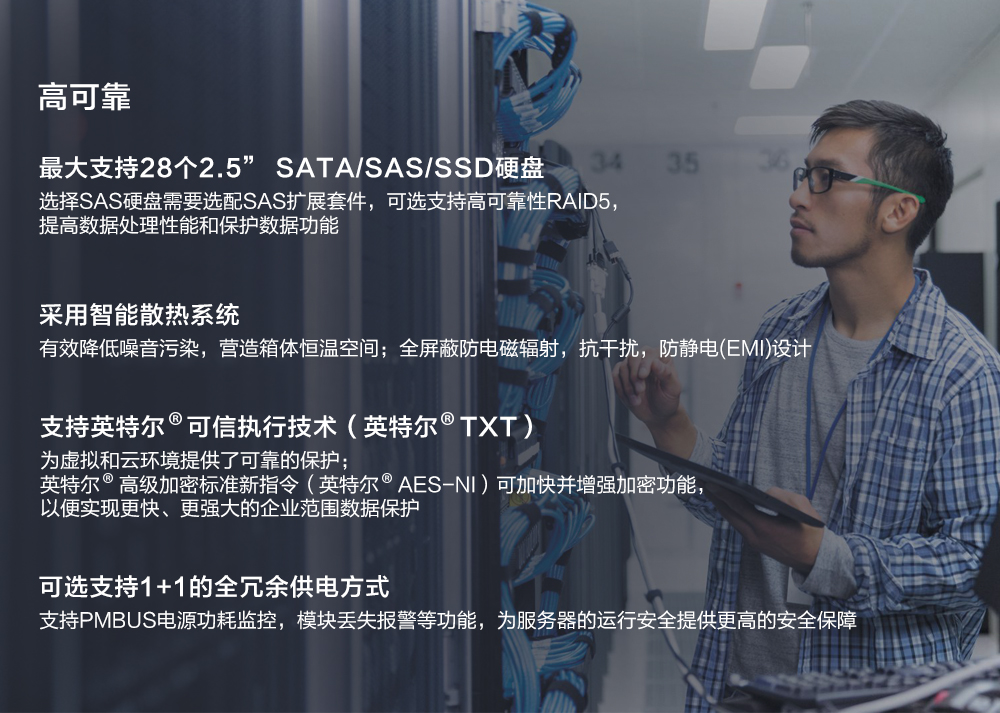 高可靠
最大支持28个2.5” SATA/SAS/SSD硬盘
选择SAS硬盘需要选配SAS扩展套件，可选支持高可靠性RAID5，
提高数据处理性能和保护数据功能
34 35 36
采用智能散热系统
有效降低噪音污染，营造箱体恒温空间；全屏蔽防电磁辐射，抗干扰，防静电(EMI)设计
支持英特尔®可信执行技术（英特尔®TXT）
为虚拟和云环境提供了可靠的保护；
英特尔®高级加密标准新指令（英特尔®AES-NI）可加快并增强加密功能，
以便实现更快、更强大的企业范围数据保护
可选支持1+1的全冗余供电方式
支持PMBUS电源功耗监控，模块丢失报警等功能，为服务器的运行安全提供更高的安全保障